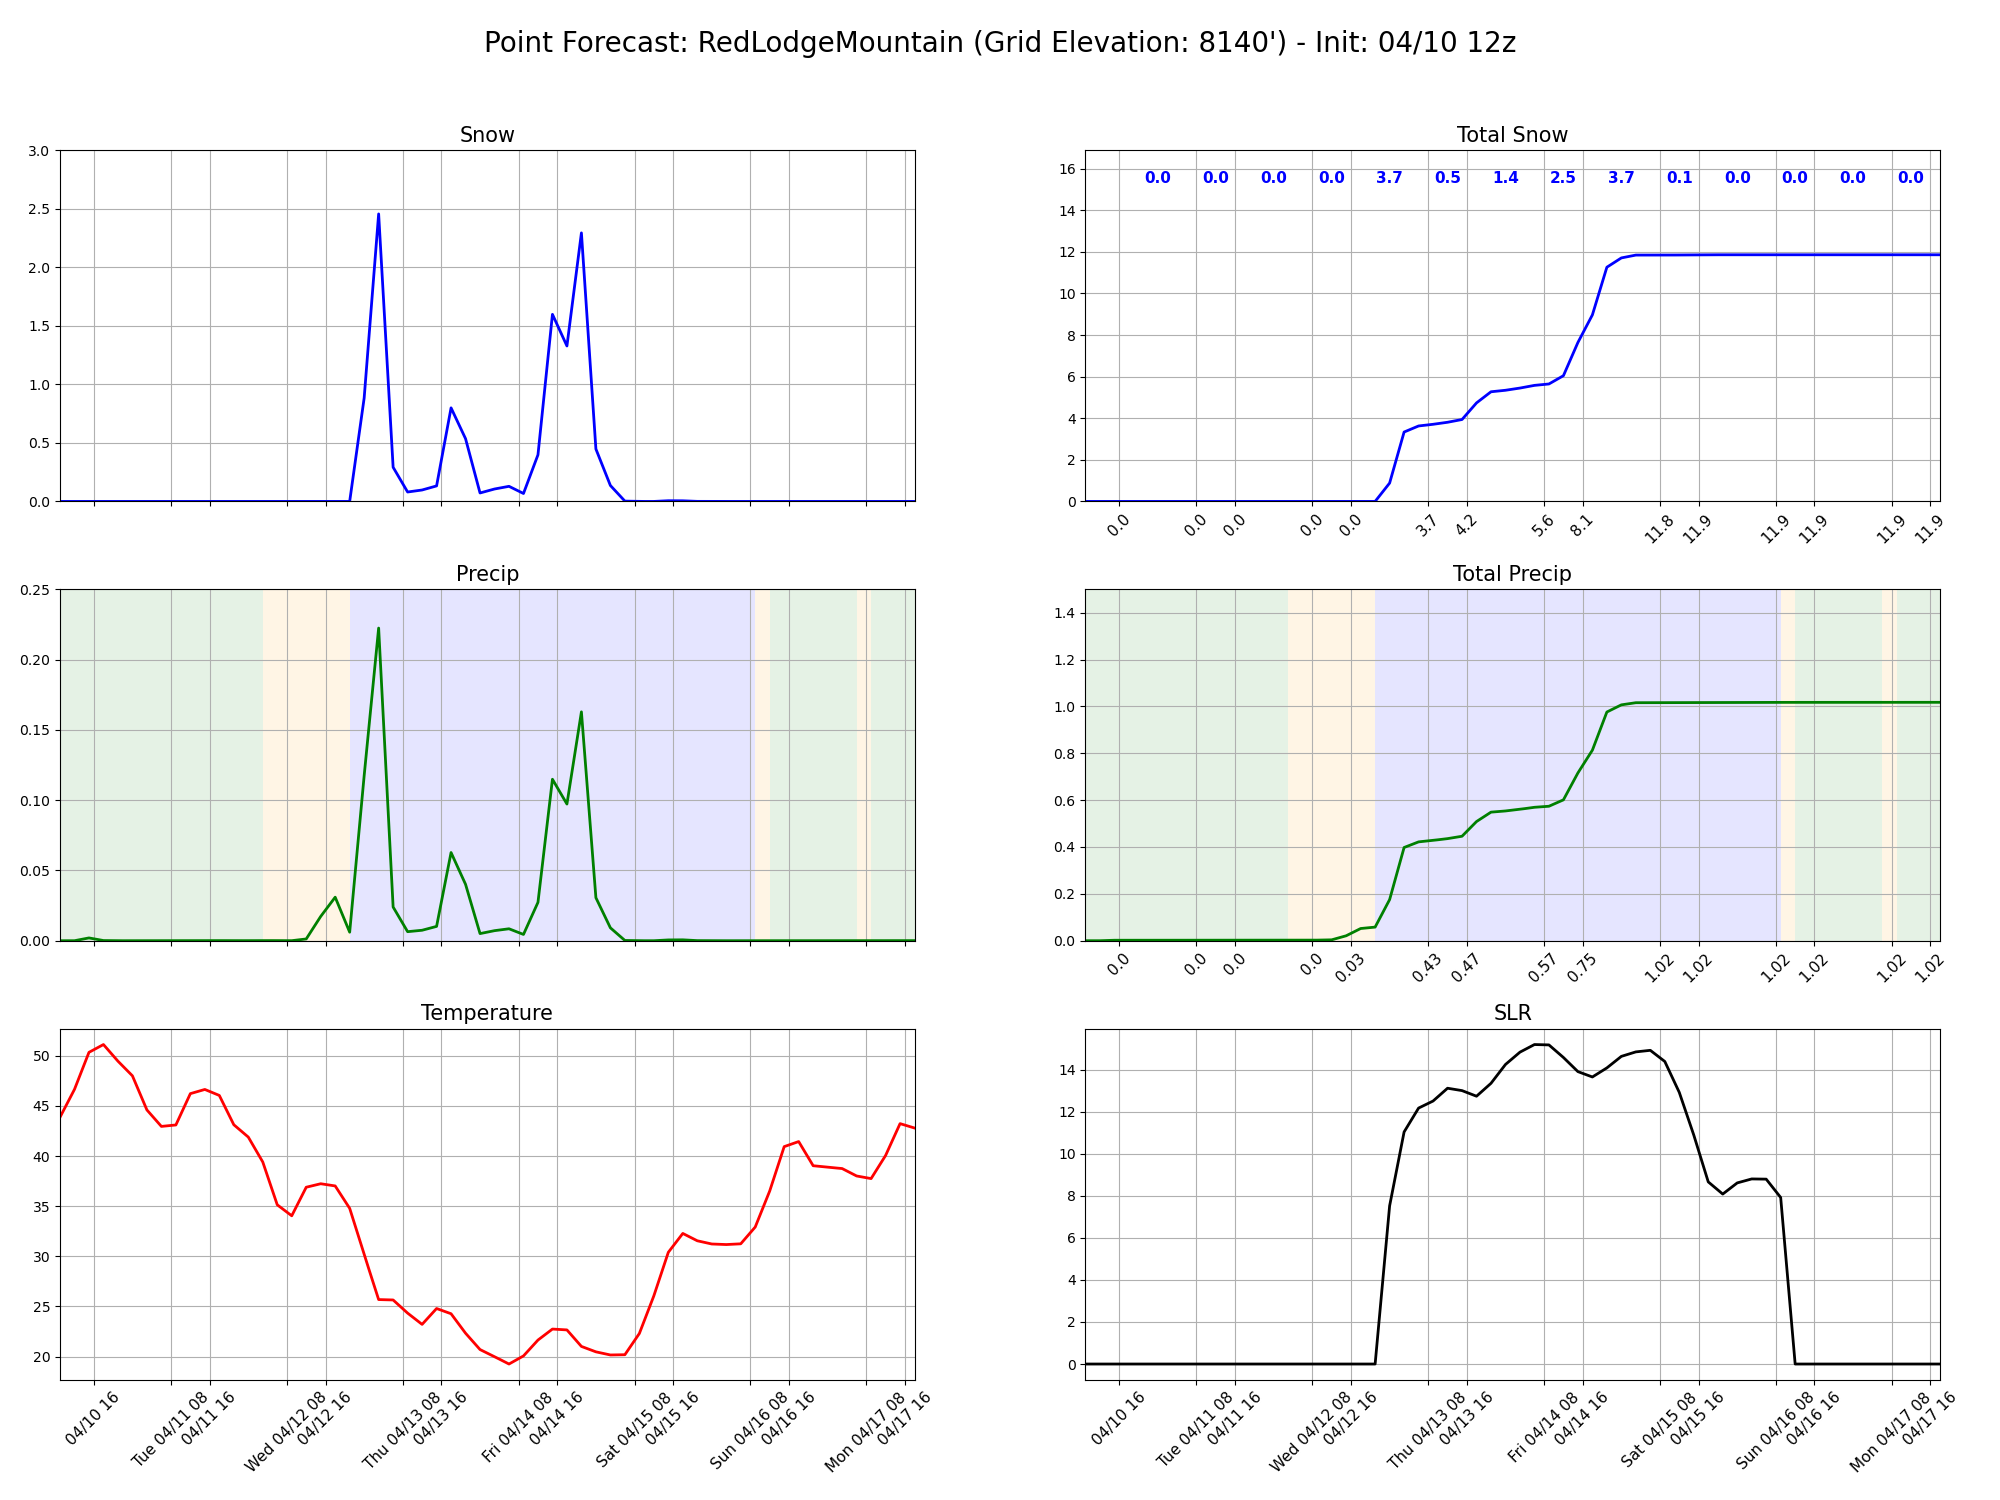 Point Forecast: RedLodgeMountain (Grid Elevation: 8140') - Init: 04/10 12z
Snow
3.0
2.5
2.0
1.5
1.0
0.5
0.0
Total Snow
16
14
12
10
8
6
4
2
0
0.0 0.0 0.0 0.0 3.7 0.5 1.4 2.5 3.7 0.1 0.0 0.0 0.0 0.0
0.0 0.0 0.0 0.0 0.0 3.7 4.2 5.6 8.1 11.8 11.9 11.9 11.9 11.9 11.9
Precip
0.25
0.20
0.15
0.10
0.05
0.00
Total Precip
1.4
1.2
1.0
0.8
0.6
0.4
0.2
0.0
0.0 0.0 0.0 0.0 0.03 0.43 0.47 0.57 0.75 1.02 1.02 1.02 1.02 1.02 1.02
Temperature
50
45
40
35
30
25
20
04/10 16
Tue 04/11 08
04/11 16
Wed 04/12 08
04/12 16
Thu 04/13 08
04/13 16
Fri 04/14 08
04/14 16
Sat 04/15 08
04/15 16
Sun 04/16 08
04/16 16
Mon 04/17 08
04/17 16
SLR
14
12
10
8
6
4
2
0
04/10 16
Tue 04/11 08
04/11 16
Wed 04/12 08
04/12 16
Thu 04/13 08
04/13 16
Fri 04/14 08
04/14 16
Sat 04/15 08
04/15 16
Sun 04/16 08
04/16 16
Mon 04/17 08
04/17 16